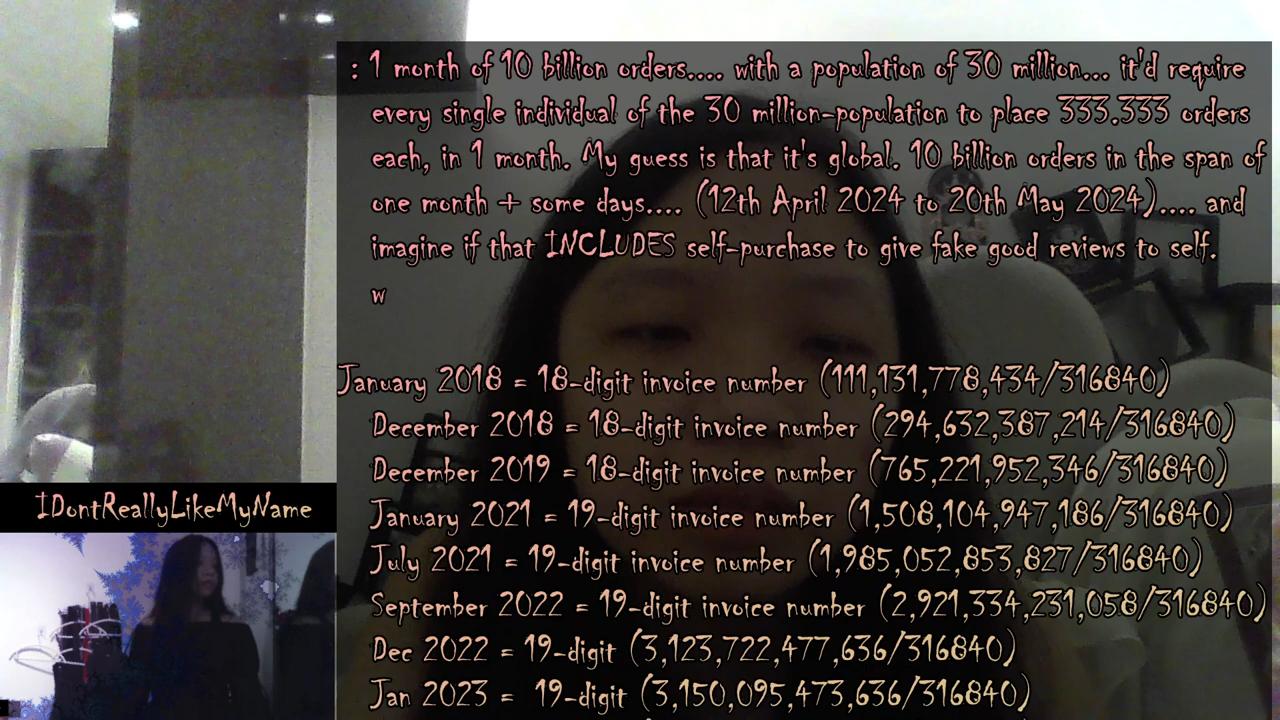 : 1 month of 10 billion orders.... with a population of 30 million... it'd require
every single individual of the 30 million-population to place 333.333 orders
each, in 1 month. My guess is that it's global. 10 billion orders in the span of
one month + some days.... (12th April 2024 to 20th May 2024).... and
imagine if that INCLUDES self-purchase to give fake good reviews to self.
w
January 2018 = 18-digit invoice number (111,131,778,434/316840)
December 2018 = 18-digit invoice number (294,632,387,214/316840)
December 2019 = 18-digit invoice number (765,221,952,346/316840)
January 2021 = 19-digit invoice number (1,508,104,947,186/316840)
July 2021 = 19-digit invoice number (1,985,052,853,827/316840)
September 2022 = 19-digit invoice number (2,921,334,231,058/316840)
Dec 2022 = 19-digit (3,123,722,477,636/316840)
Jan 2023 = 19-digit (3,150,095,473,636/316840)
IDontReallyLikeMyName